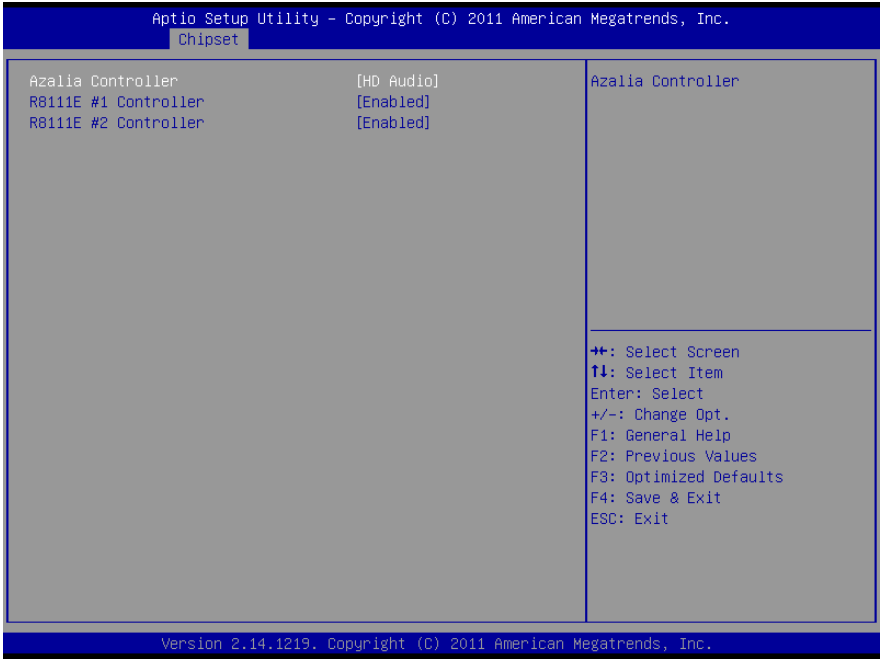 Aptio Setup Utility – Copyright (C) 2011 American Megatrends, Inc.
Chipset
Azalia Controller [HD Audio]
R8111E #1 Controller [Enabled]
R8111E #2 Controller [Enabled]
Azalia Controller
→←: Select Screen
↑↓: Select Item
Enter: Select
+/-: Change Opt.
F1: General Help
F2: Previous Values
F3: Optimized Defaults
F4: Save & Exit
ESC: Exit
Version 2.14.1219. Copyright (C) 2011 American Megatrends, Inc.